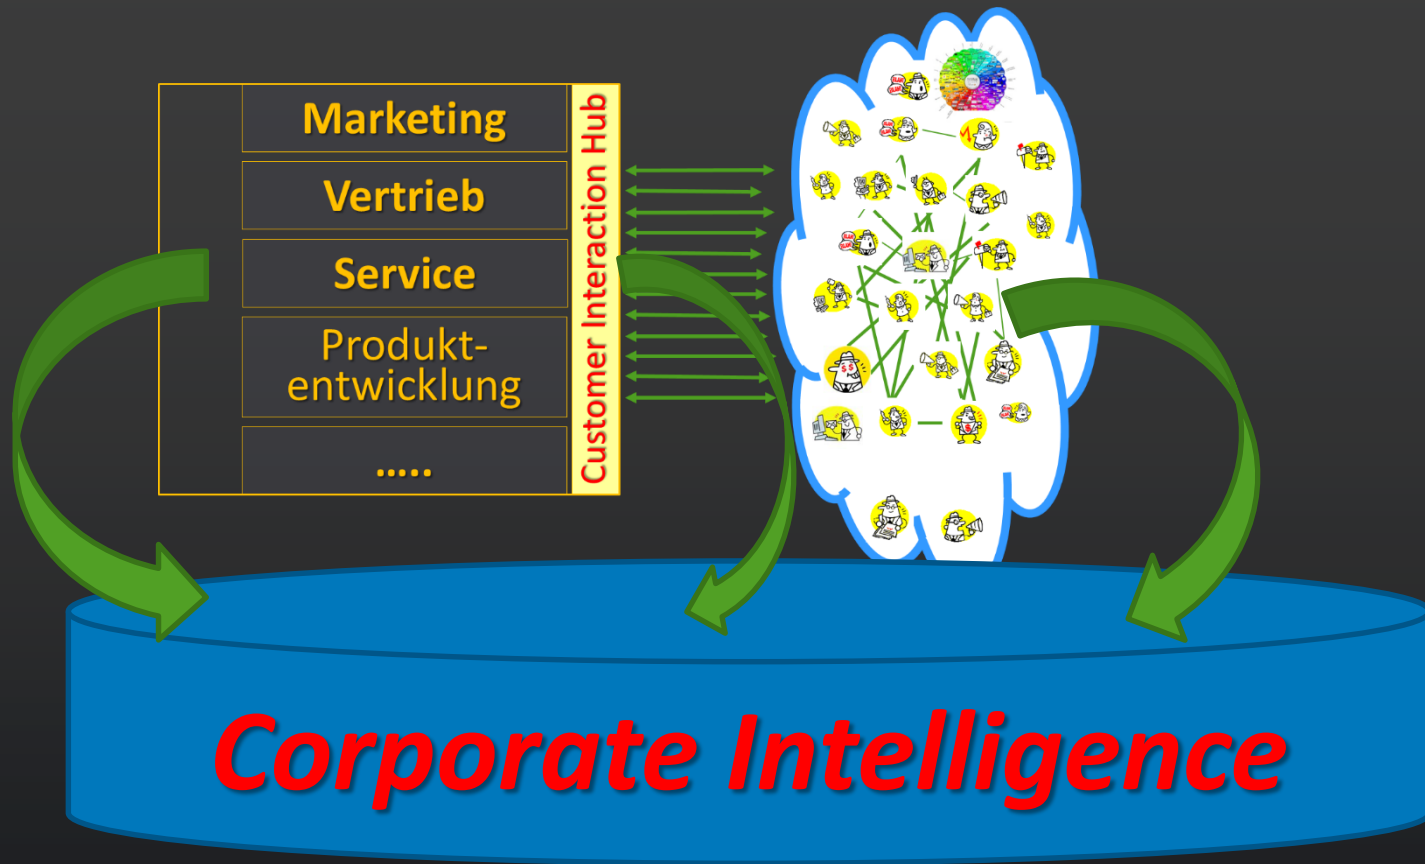 Marketing
Vertrieb
Service
Produkt-
entwicklung
.....
Customer Interaction Hub
Corporate Intelligence